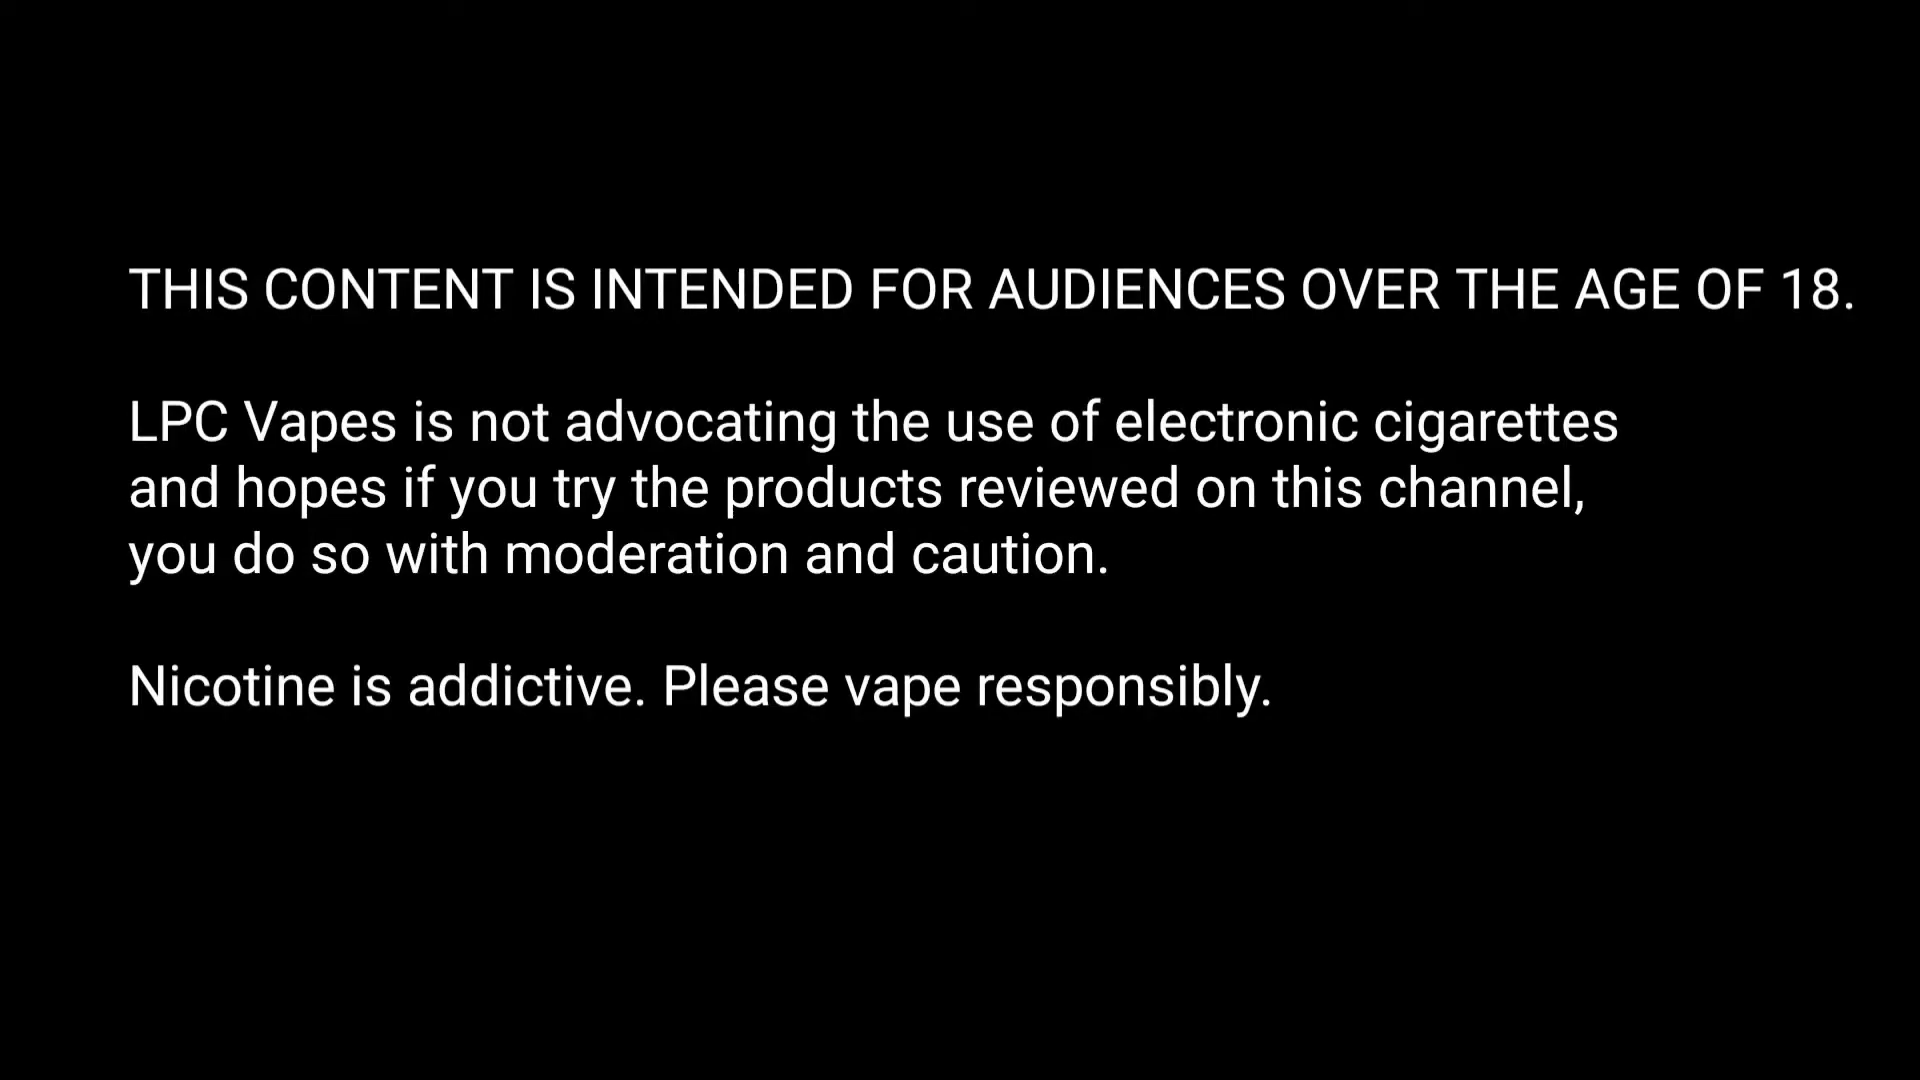 THIS CONTENT IS INTENDED FOR AUDIENCES OVER THE AGE OF 18.
LPC Vapes is not advocating the use of electronic cigarettes
and hopes if you try the products reviewed on this channel,
you do so with moderation and caution.
Nicotine is addictive. Please vape responsibly.